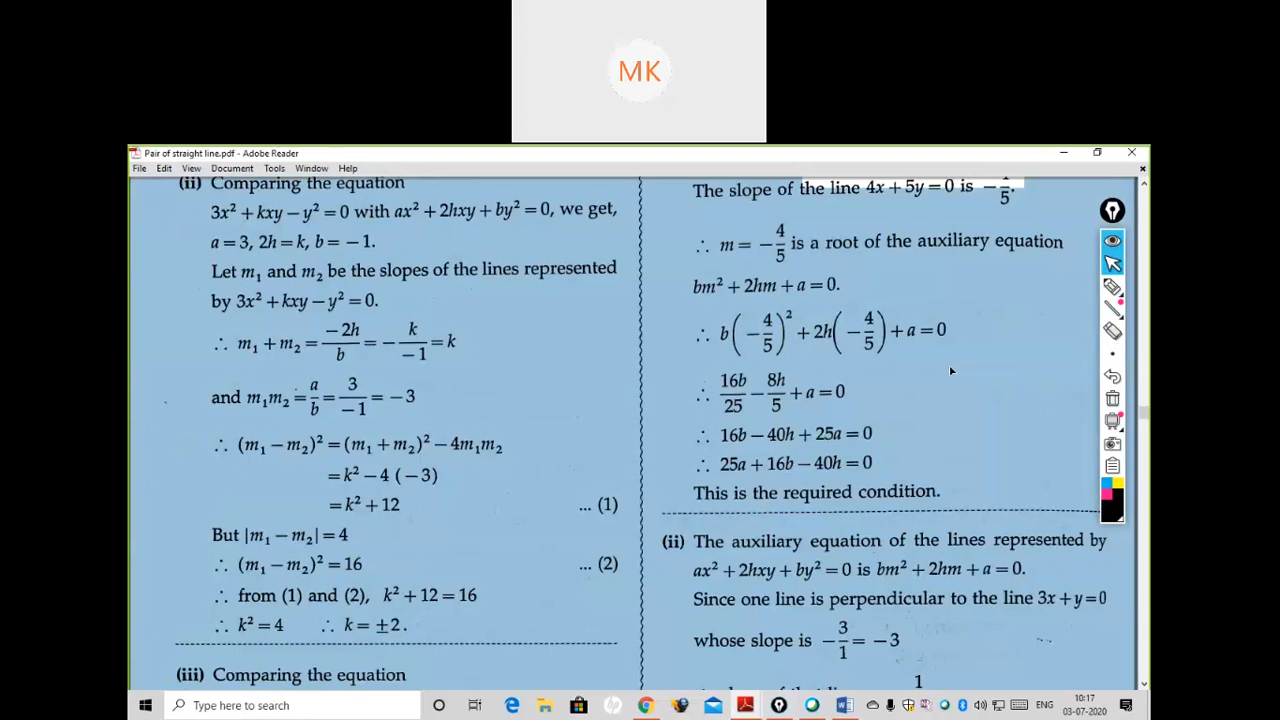 MK
Pair of straight line.pdf - Adobe Reader
File Edit View Document Tools Window Help
(ii) Comparing the equation
3x² + kxy − y² = 0 with ax² + 2hxy + by² = 0, we get,
a = 3, 2h = k, b = −1.
Let m₁ and m₂ be the slopes of the lines represented
by 3x² + kxy − y² = 0.
∴ m₁ + m₂ = −2h/b = −k/−1 = k
and m₁m₂ = a/b = 3/−1 = −3
∴ (m₁ − m₂)² = (m₁ + m₂)² − 4m₁m₂
= k² − 4 (−3)
= k² + 12 ... (1)
But |m₁ − m₂| = 4
∴ (m₁ − m₂)² = 16 ... (2)
∴ from (1) and (2), k² + 12 = 16
∴ k² = 4 ∴ k = ±2.
(iii) Comparing the equation
The slope of the line 4x + 5y = 0 is
∴ m = −4/5 is a root of the auxiliary equation
bm² + 2hm + a = 0.
∴ b(−4/5)² + 2h(−4/5) + a = 0
∴ 16b/25 − 8h/5 + a = 0
∴ 16b − 40h + 25a = 0
∴ 25a + 16b − 40h = 0
This is the required condition.
(ii) The auxiliary equation of the lines represented by
ax² + 2hxy + by² = 0 is bm² + 2hm + a = 0.
Since one line is perpendicular to the line 3x + y = 0
whose slope is −3/1 = −3
Type here to search
ENG
10:17
03-07-2020